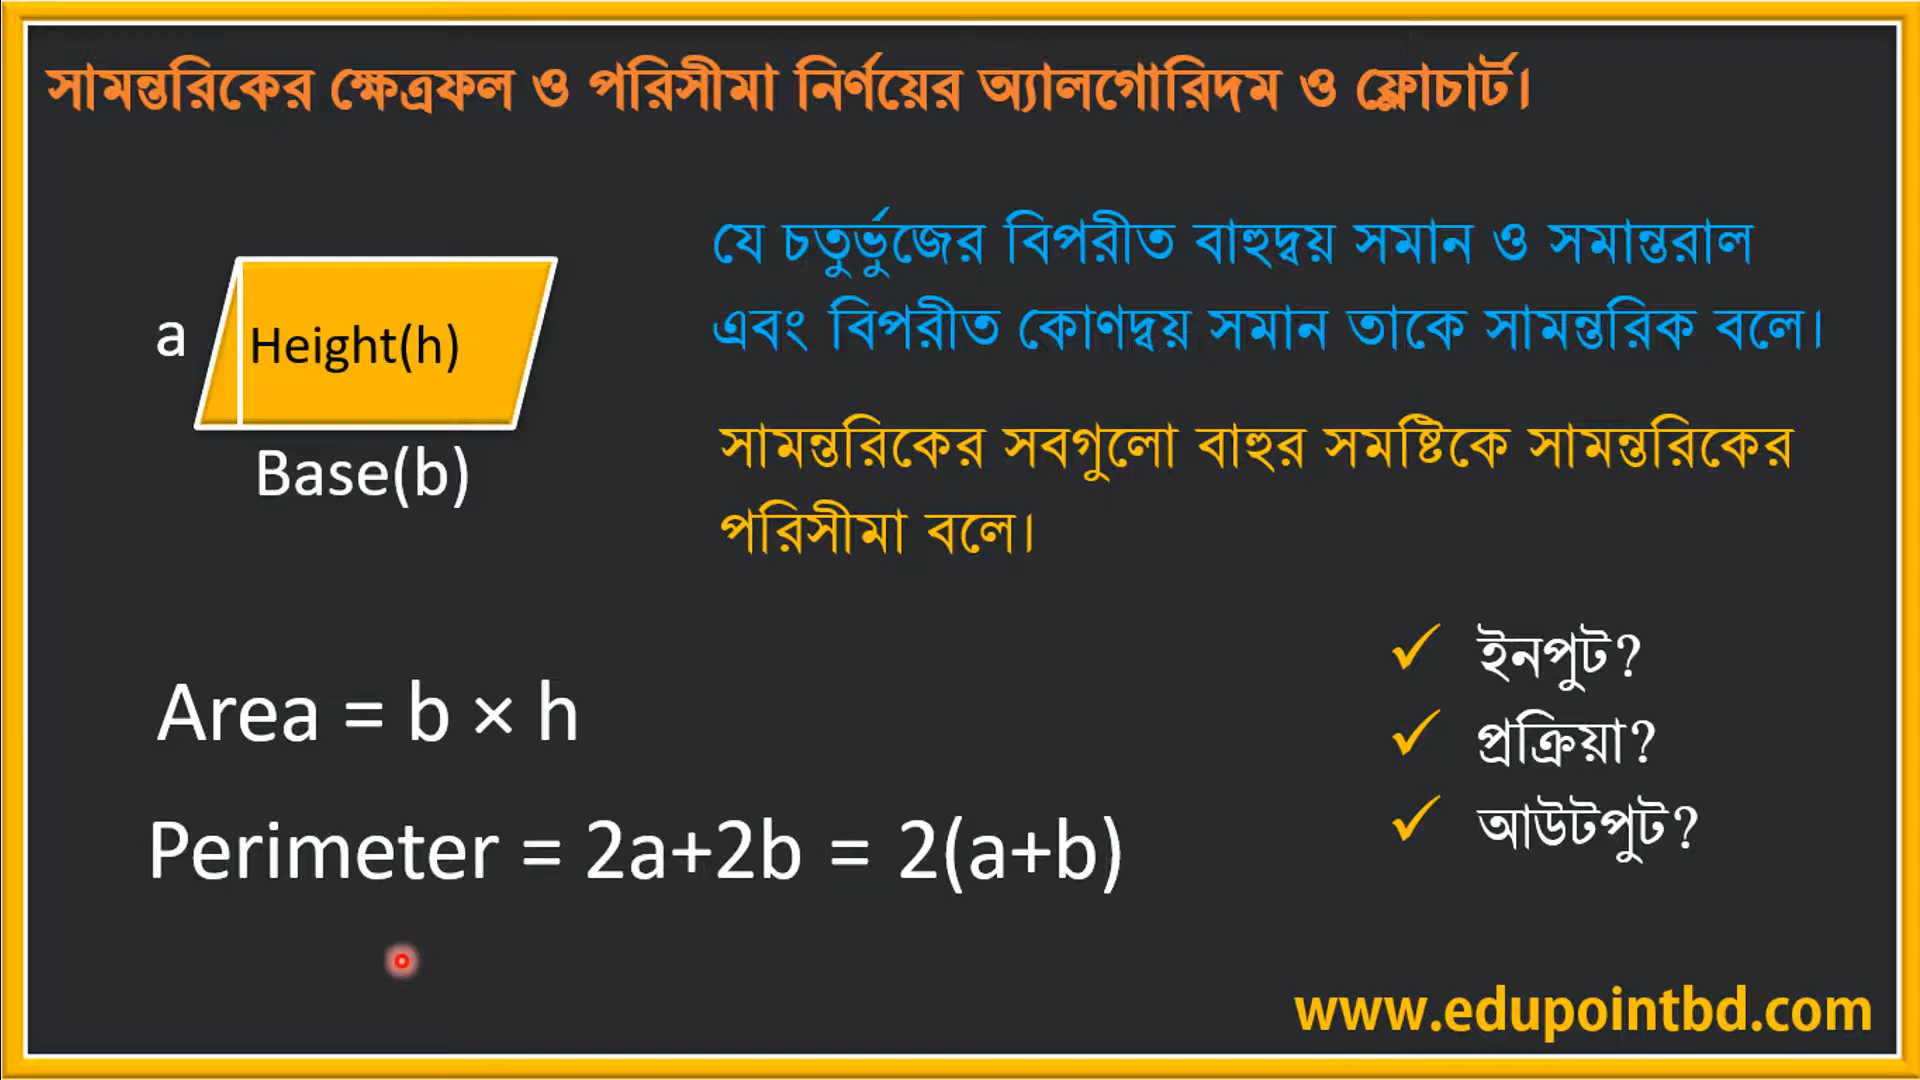 সামন্তরিকের ক্ষেত্রফল ও পরিসীমা নির্ণয়ের অ্যালগোরিদম ও ফ্লোচার্ট।
যে চতুর্ভুজের বিপরীত বাহুদ্বয় সমান ও সমান্তরাল
এবং বিপরীত কোণদ্বয় সমান তাকে সামন্তরিক বলে।
a
Height(h)
Base(b)
সামন্তরিকের সবগুলো বাহুর সমষ্টিকে সামন্তরিকের
পরিসীমা বলে।
Area = b × h
Perimeter = 2a+2b = 2(a+b)
✓ ইনপুট?
✓ প্রক্রিয়া?
✓ আউটপুট?
www.edupointbd.com